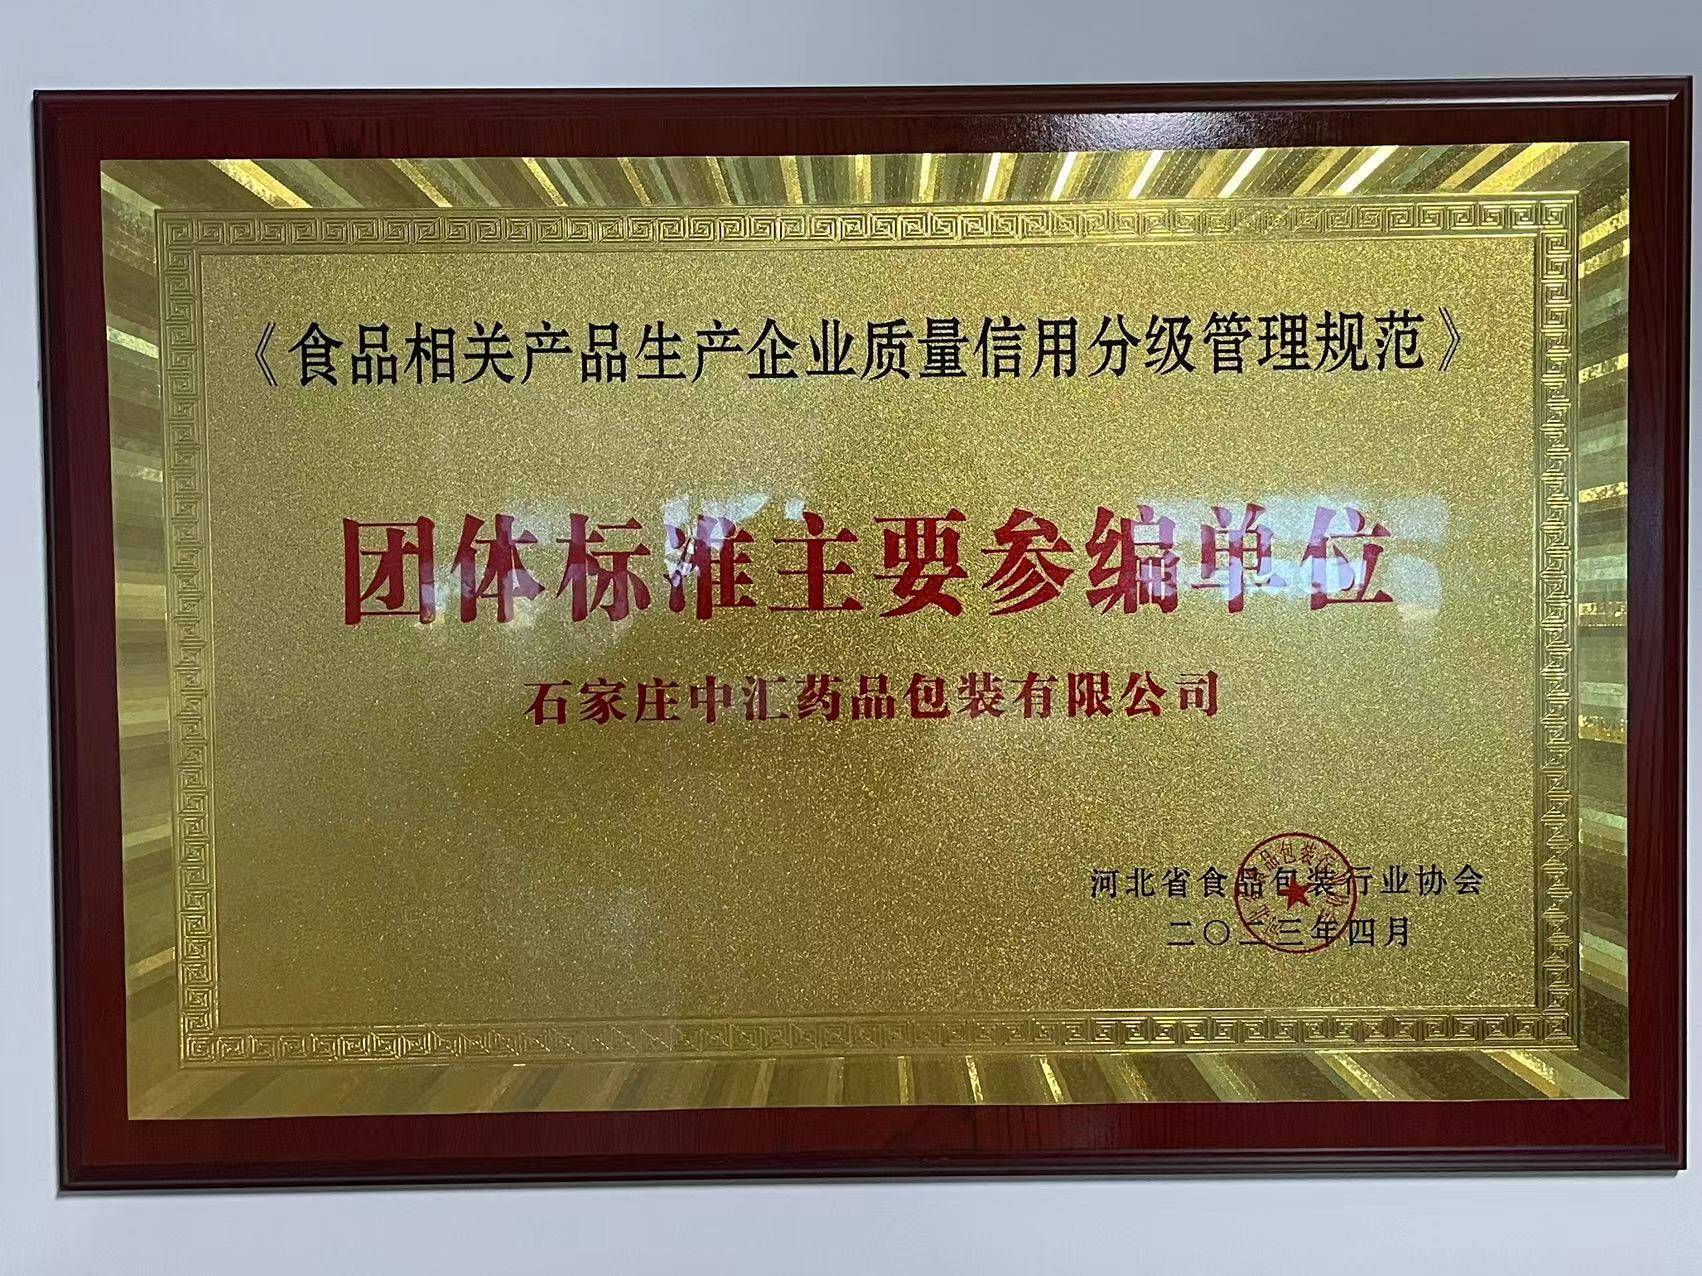 《食品相关产品生产企业质量信用分级管理规范》
团体标准主要参编单位
石家庄中汇药品包装有限公司
河北省食品包装行业协会
二〇二三年四月